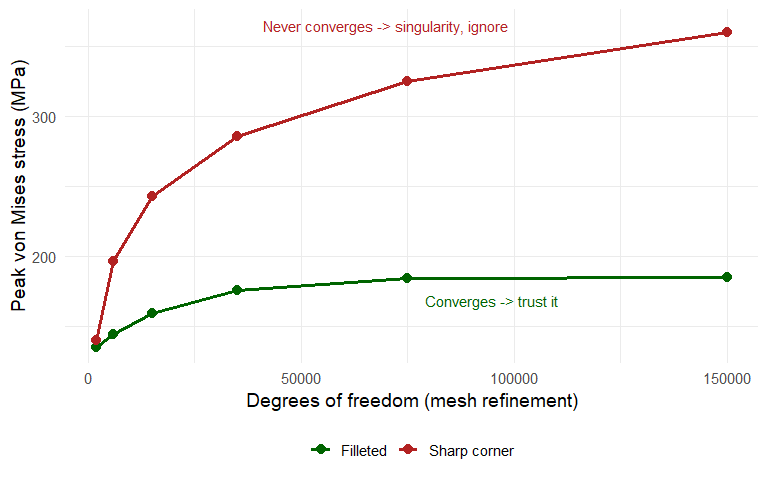 Never converges -> singularity, ignore
Peak von Mises stress (MPa)
300
200
Converges -> trust it
0
50000
100000
150000
Degrees of freedom (mesh refinement)
Filleted
Sharp corner